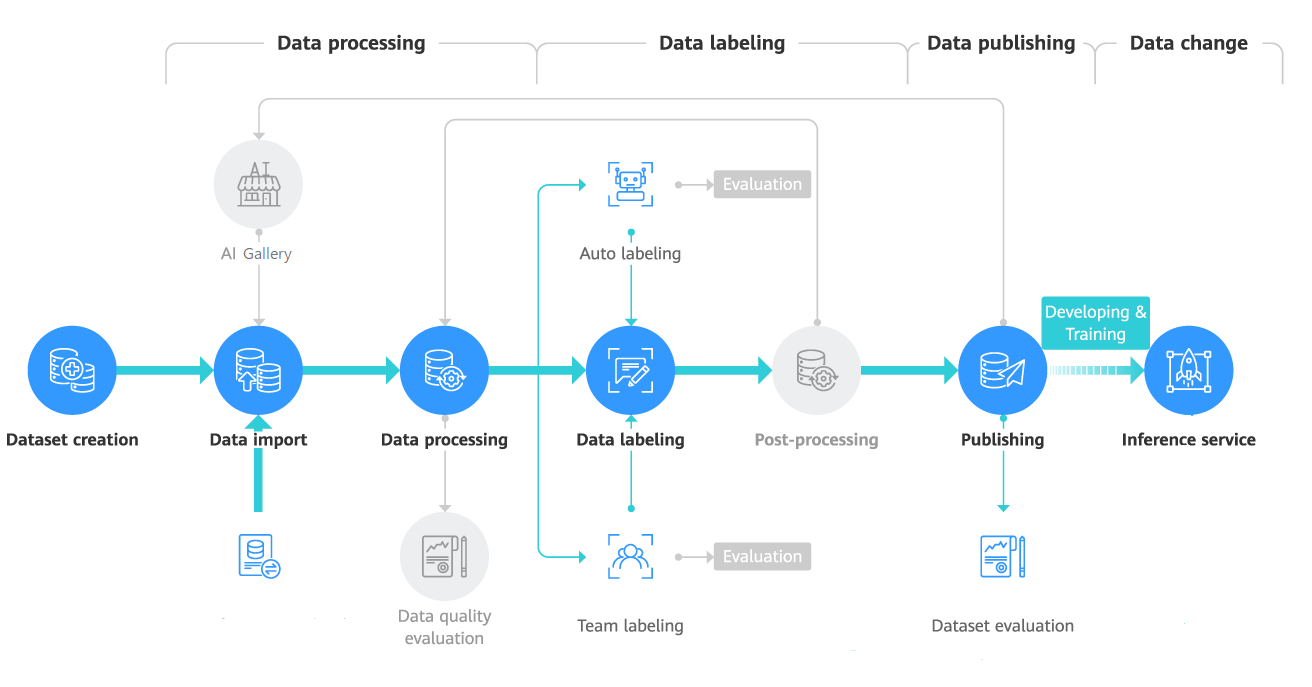 Data processing
Data labeling
Data publishing
Data change
AI
Evaluation
AI Gallery
Auto labeling
Developing &
Training
Dataset creation
Data import
Data processing
Data labeling
Post-processing
Publishing
Inference service
Evaluation
Data quality
evaluation
Team labeling
Dataset evaluation